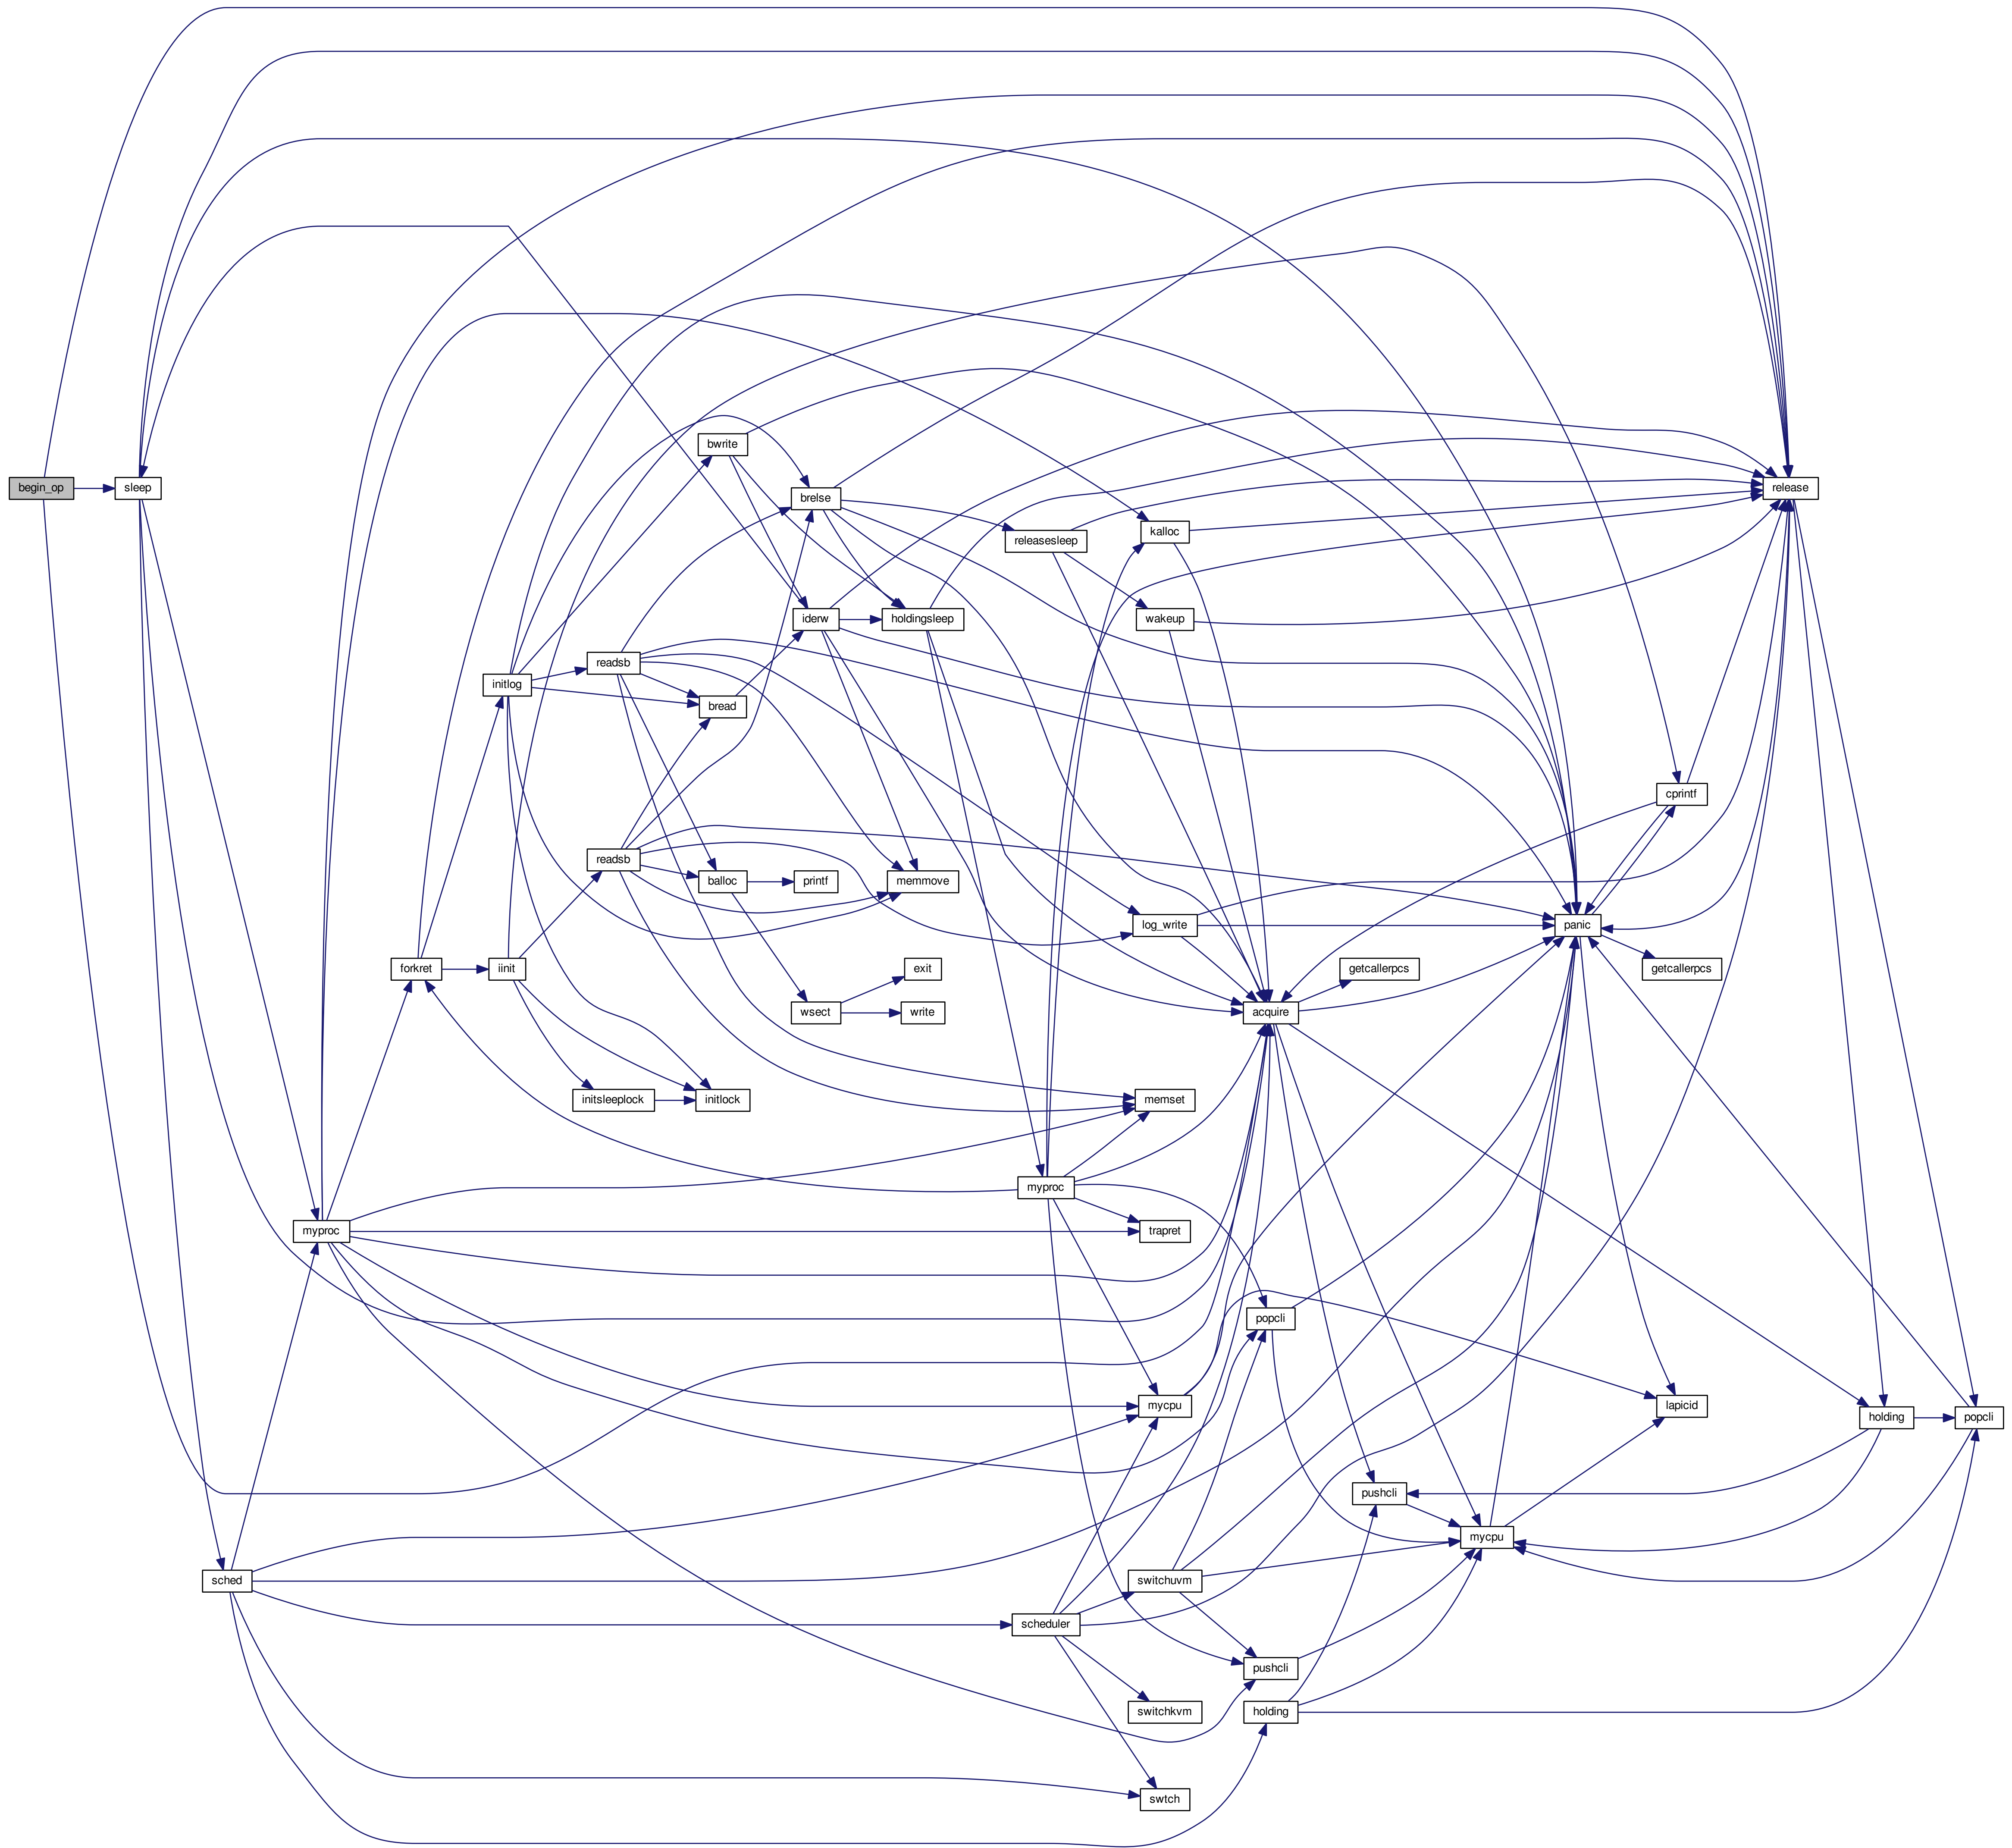 begin_op
sleep
release
bwrite
brelse
kalloc
releasesleep
iderw
holdingsleep
wakeup
readsb
initlog
bread
cprintf
readsb
balloc
printf
memmove
log_write
panic
forkret
iinit
exit
getcallerpcs
getcallerpcs
wsect
write
acquire
initsleeplock
initlock
memset
myproc
myproc
trapret
popcli
mycpu
lapicid
holding
popcli
pushcli
mycpu
sched
switchuvm
scheduler
pushcli
switchkvm
holding
swtch